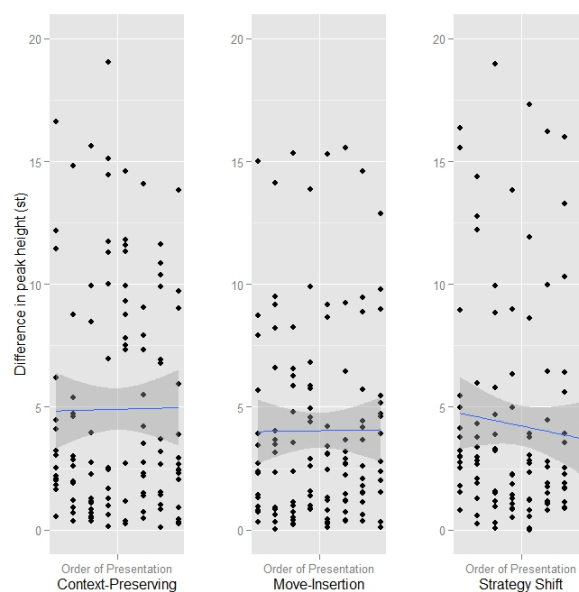 Difference in peak height (st)
20
15
10
5
0
Order of Presentation
Context-Preserving
20
15
10
5
0
Order of Presentation
Move-Insertion
20
15
10
5
0
Order of Presentation
Strategy Shift